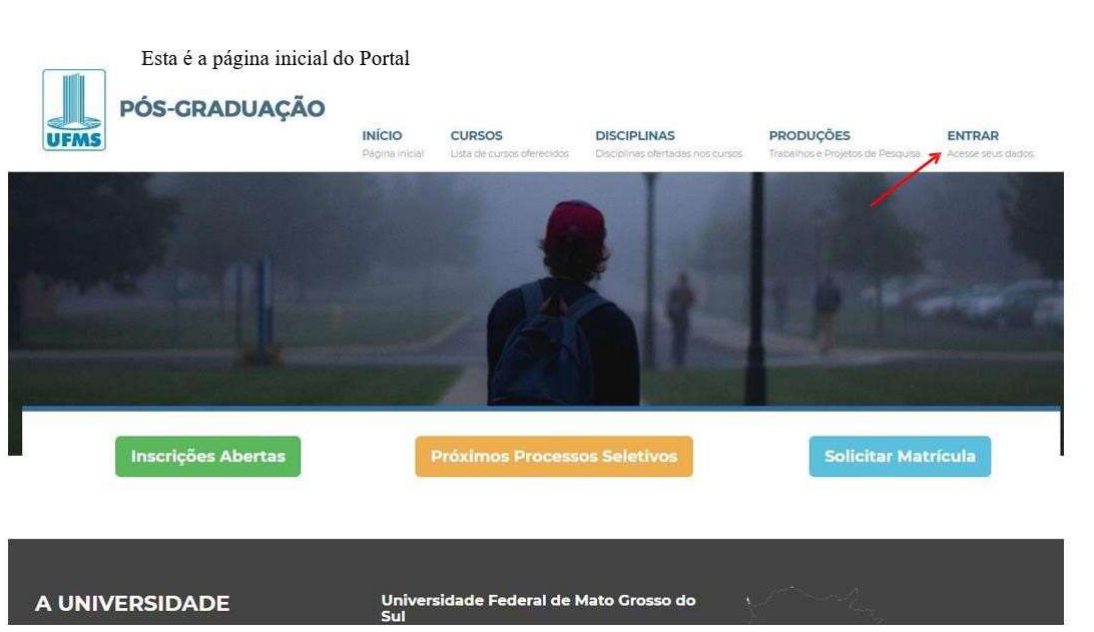 Esta é a página inicial do Portal
UFMS
PÓS-GRADUAÇÃO
INÍCIO
Página inicial
CURSOS
Lista de cursos oferecidos
DISCIPLINAS
Disciplinas ofertadas nos cursos
PRODUÇÕES
Trabalhos e Projetos de Pesquisa
ENTRAR
Acesse seus dados
Inscrições Abertas
Próximos Processos Seletivos
Solicitar Matrícula
A UNIVERSIDADE
Universidade Federal de Mato Grosso do
Sul